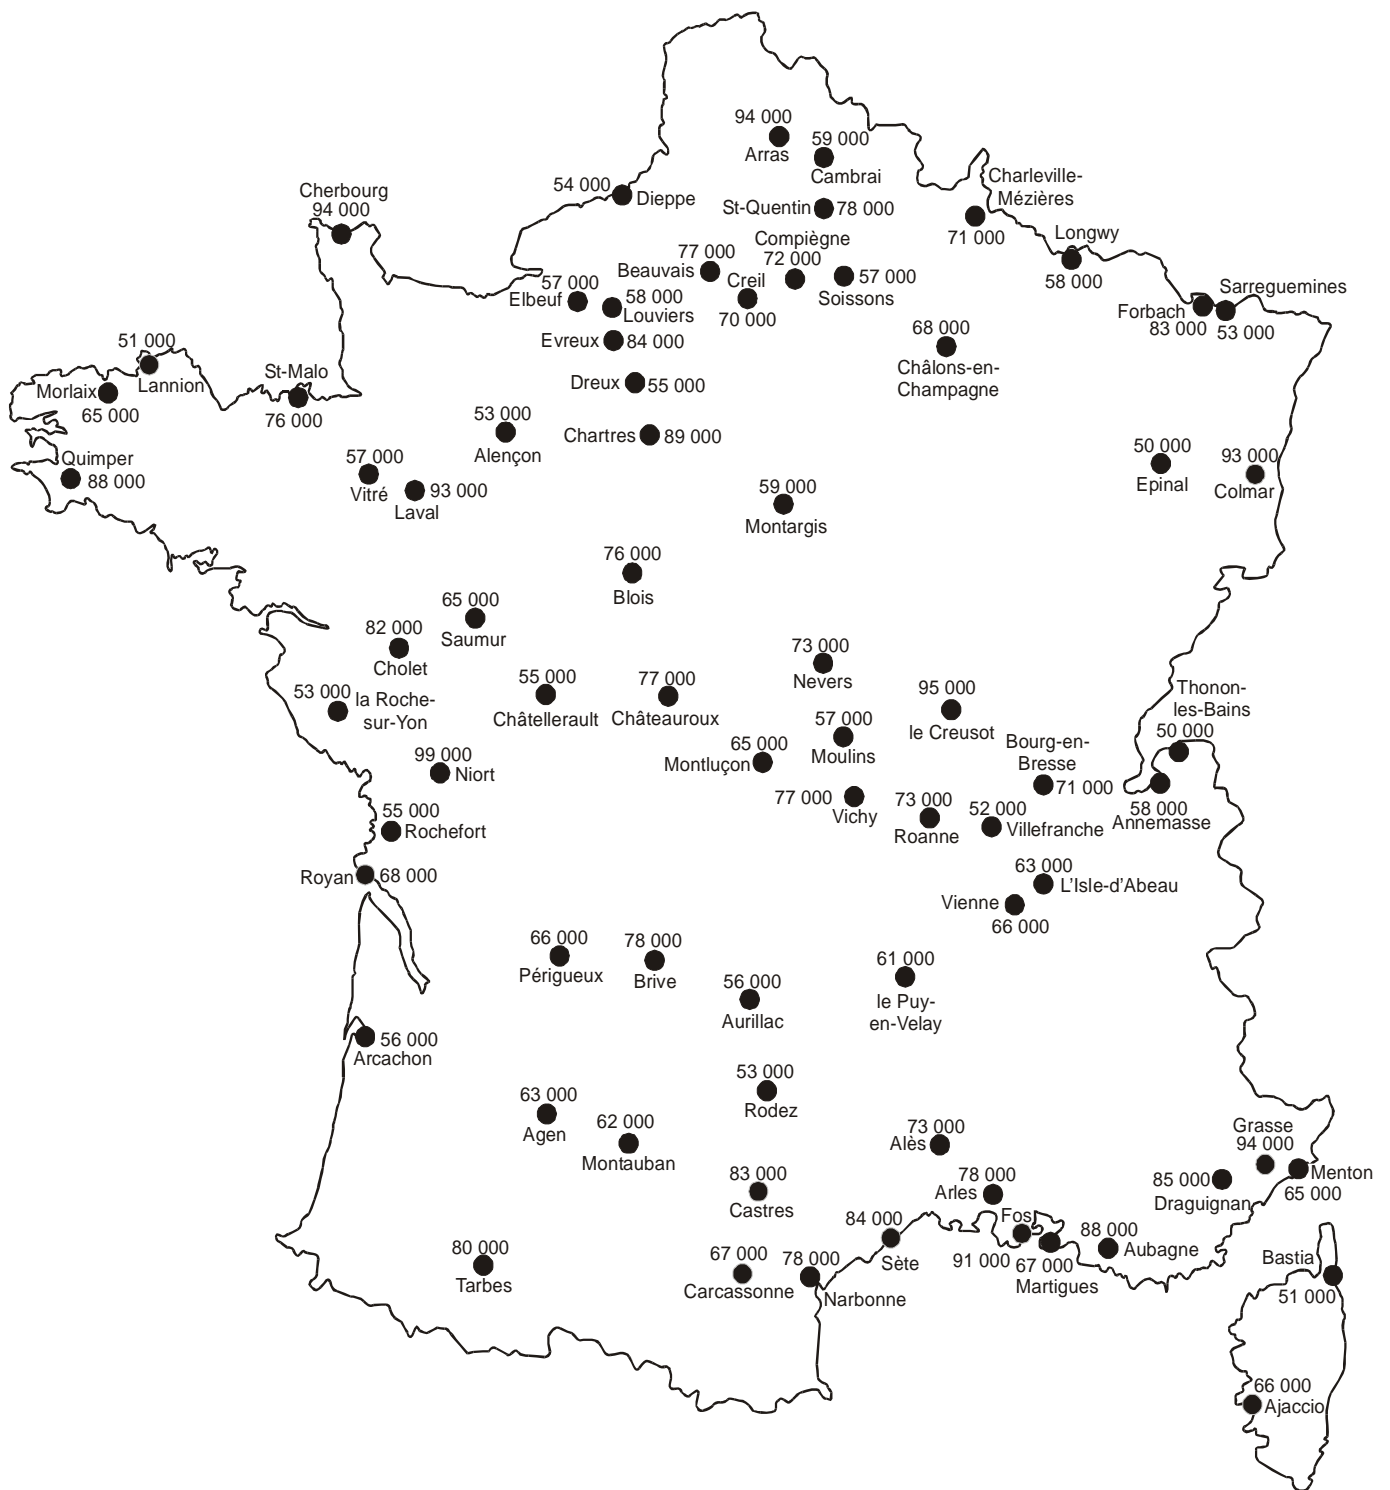 94 000
Arras
59 000
Cambrai
Charleville-
Mézières
71 000
Cherbourg
94 000
54 000
Dieppe
St-Quentin
78 000
Longwy
58 000
Compiègne
72 000
77 000
Beauvais
Creil
70 000
57 000
Soissons
57 000
Elbeuf
58 000
Louviers
Sarreguemines
Forbach
83 000
53 000
Evreux
84 000
68 000
Châlons-en-
Champagne
51 000
Lannion
Morlaix
65 000
St-Malo
76 000
Dreux
55 000
53 000
Alençon
Chartres
89 000
Quimper
88 000
57 000
Vitré
93 000
Laval
50 000
Epinal
93 000
Colmar
59 000
Montargis
76 000
Blois
65 000
Saumur
82 000
Cholet
73 000
Nevers
53 000
la Roche-
sur-Yon
55 000
Châtellerault
77 000
Châteauroux
95 000
le Creusot
Thonon-
les-Bains
50 000
57 000
Moulins
65 000
Montluçon
Bourg-en-
Bresse
71 000
99 000
Niort
58 000
Annemasse
77 000
Vichy
73 000
Roanne
52 000
Villefranche
55 000
Rochefort
Royan
68 000
63 000
L'Isle-d'Abeau
Vienne
66 000
66 000
Périgueux
78 000
Brive
61 000
le Puy-
en-Velay
56 000
Aurillac
56 000
Arcachon
53 000
Rodez
63 000
Agen
62 000
Montauban
73 000
Alès
Grasse
94 000
Menton
65 000
83 000
Castres
78 000
Arles
85 000
Draguignan
84 000
Sète
Fos
91 000
67 000
Martigues
88 000
Aubagne
80 000
Tarbes
67 000
Carcassonne
78 000
Narbonne
Bastia
51 000
66 000
Ajaccio